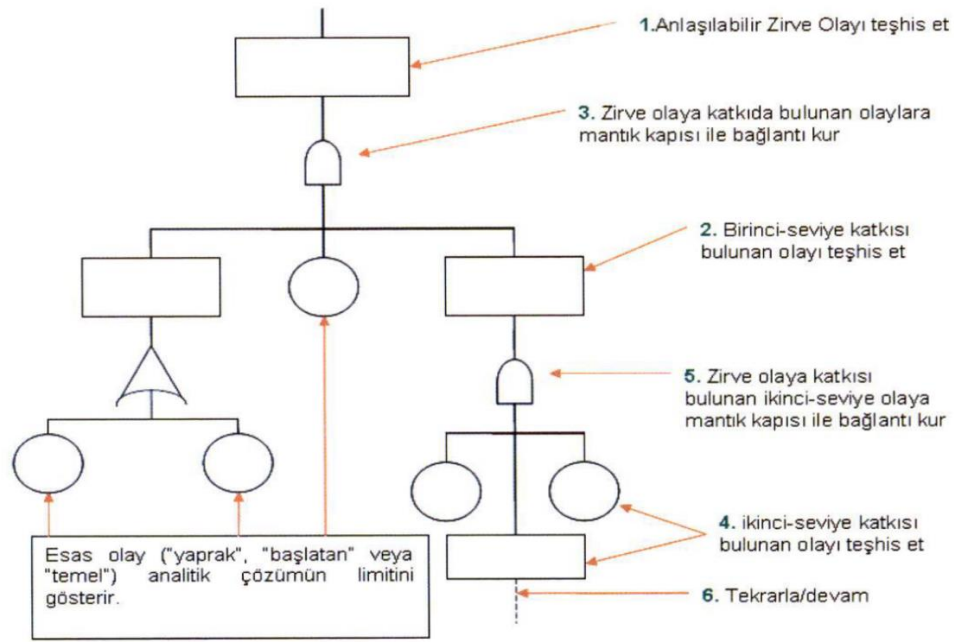 1.Anlaşılabilir Zirve Olayı teşhis et
3. Zirve olaya katkıda bulunan olaylara
mantık kapısı ile bağlantı kur
2. Birinci-seviye katkısı
bulunan olayı teşhis et
5. Zirve olaya katkısı
bulunan ikinci-seviye olaya
mantık kapısı ile bağlantı kur
4. ikinci-seviye katkısı
bulunan olayı teşhis et
Esas olay ("yaprak", "başlatan" veya
"temel") analitik çözümün limitini
gösterir.
6. Tekrarla/devam